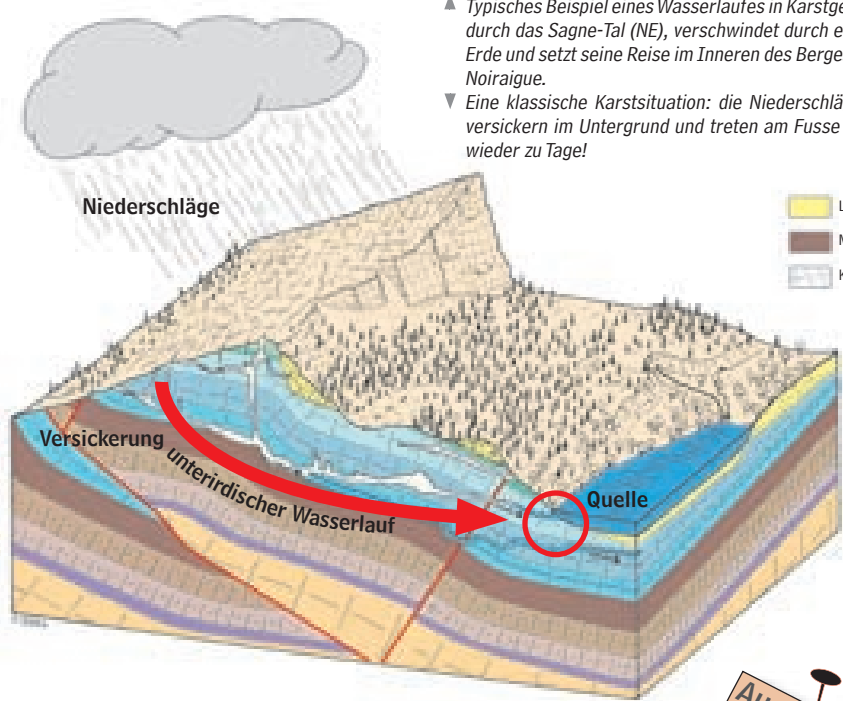 Typisches Beispiel eines Wasserlaufes in Karstge
durch das Sagne-Tal (NE), verschwindet durch e
Erde und setzt seine Reise im Inneren des Berge
Noiraigue.
Eine klassische Karstsituation: die Niederschlä
versickern im Untergrund und treten am Fusse
wieder zu Tage!
Niederschläge
L
M
K
Versickerung
unterirdischer Wasserlauf
Quelle